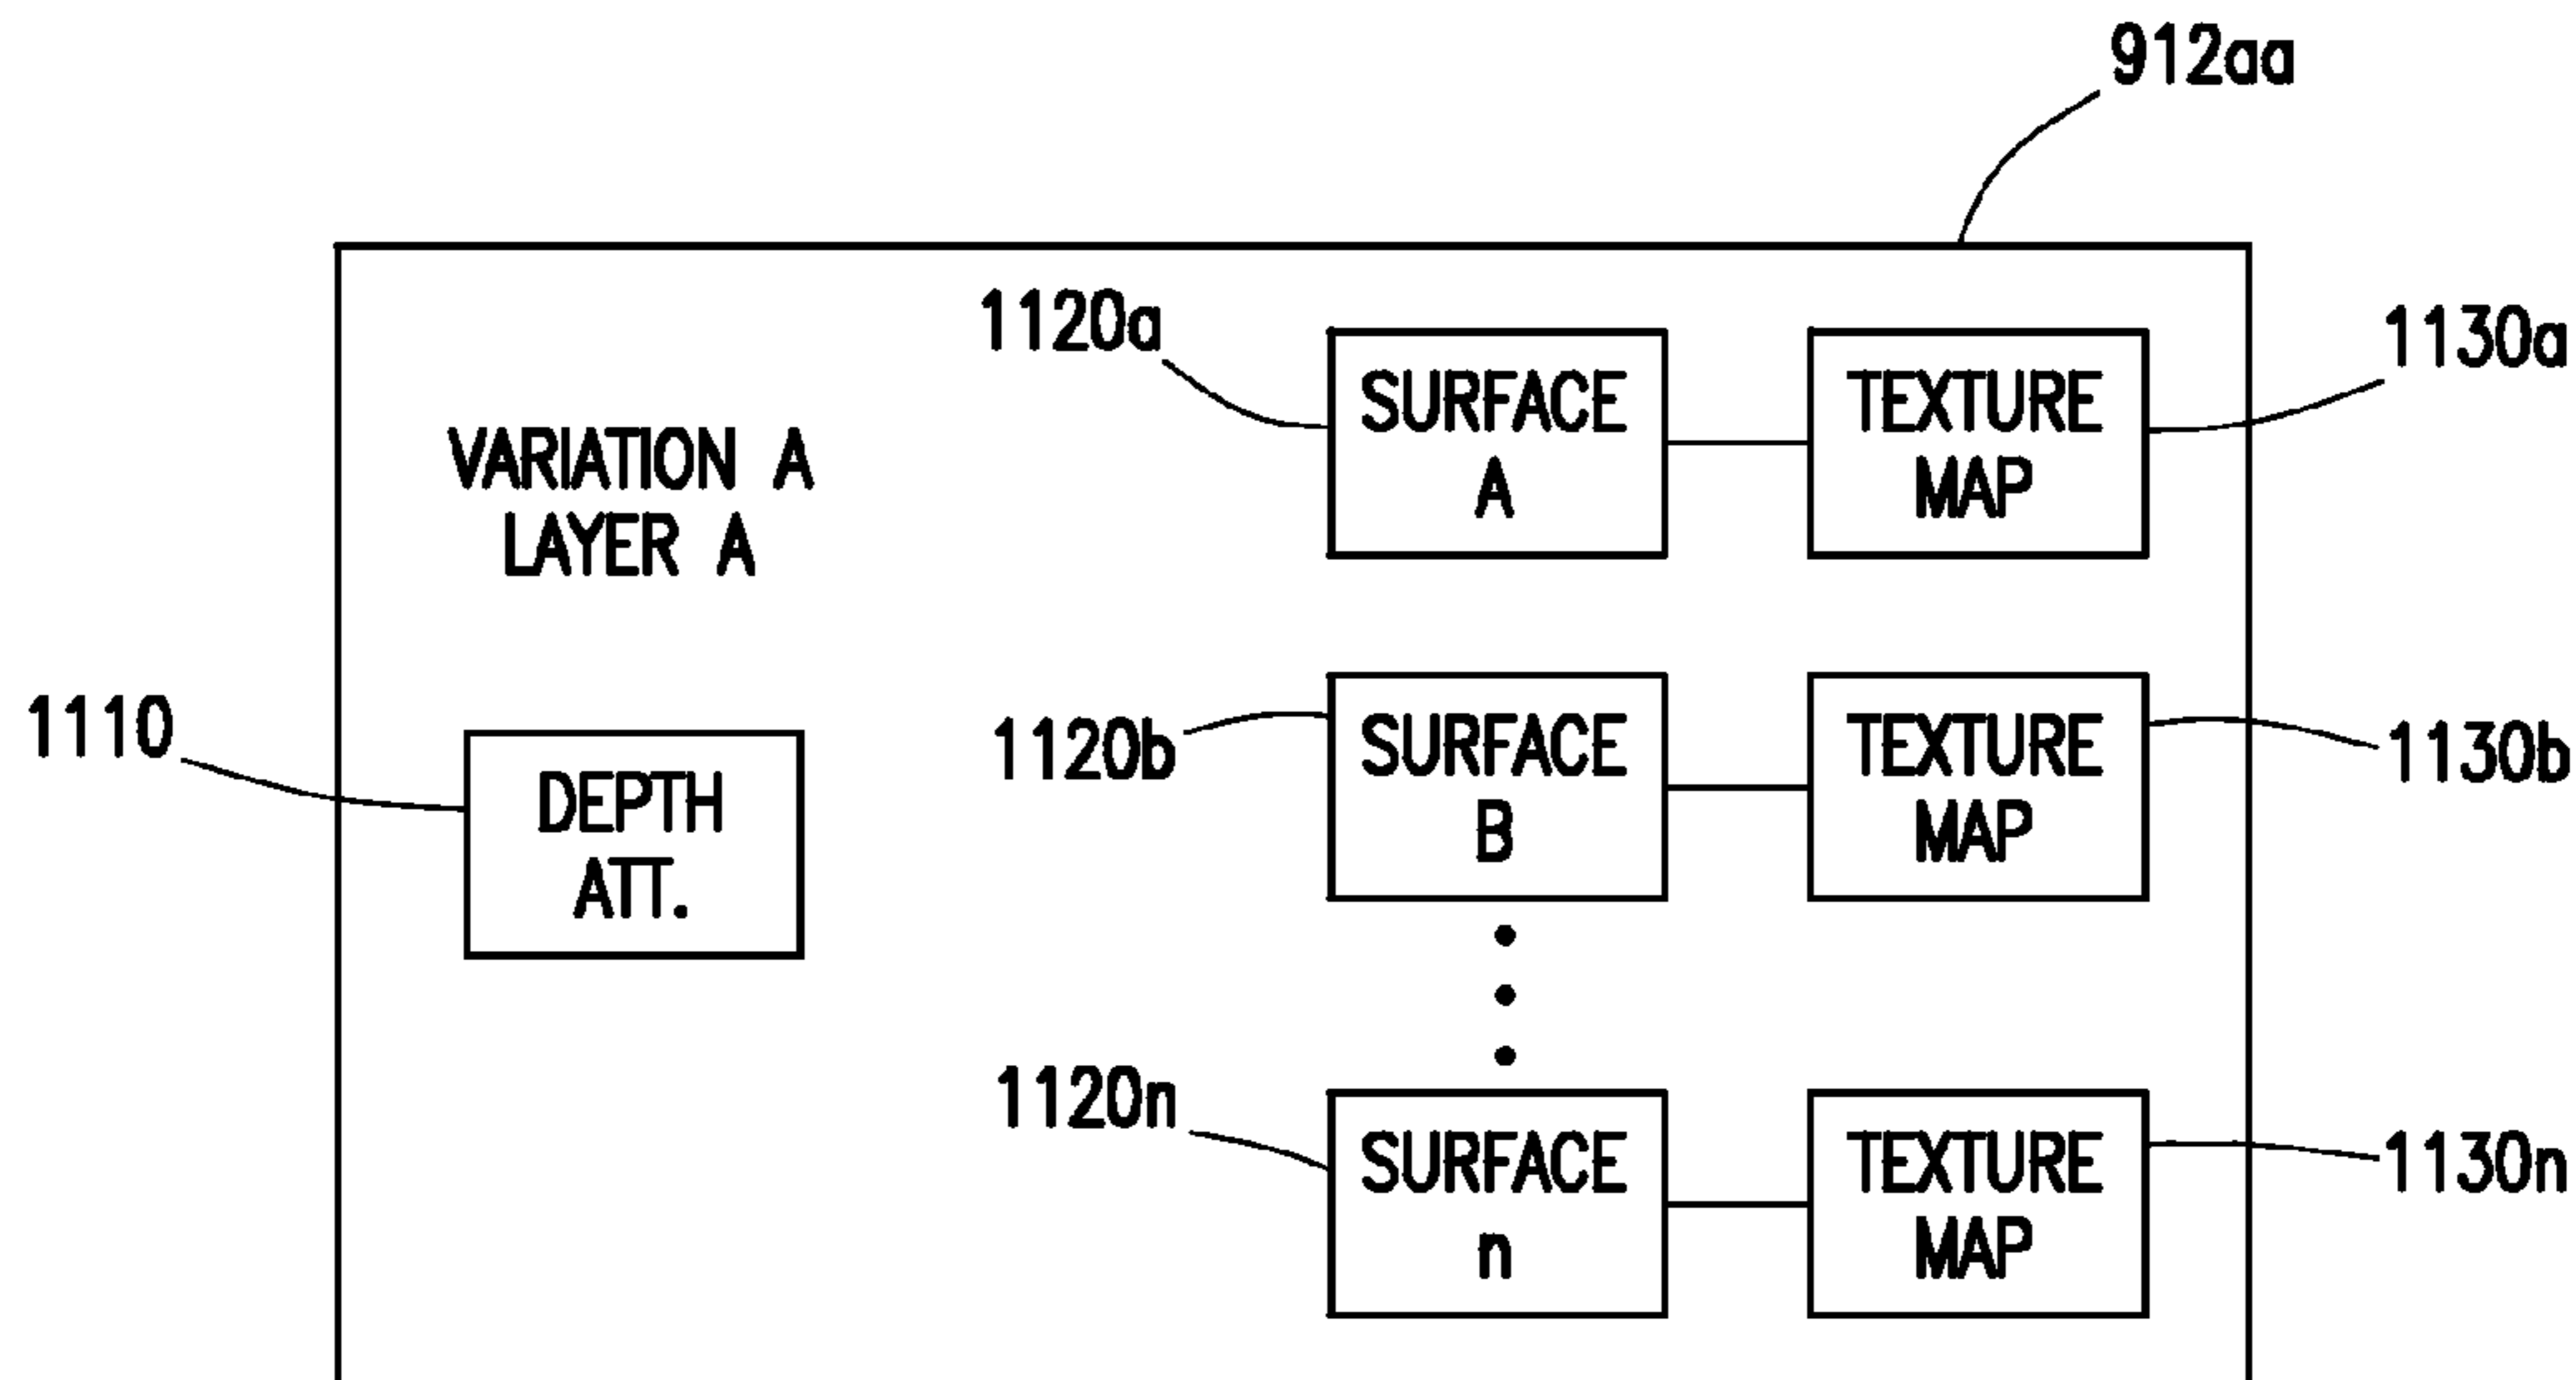 912aa
1120a
SURFACE
A
TEXTURE
MAP
1130a
VARIATION A
LAYER A
1110
DEPTH
ATT.
1120b
SURFACE
B
TEXTURE
MAP
1130b
1120n
SURFACE
n
TEXTURE
MAP
1130n